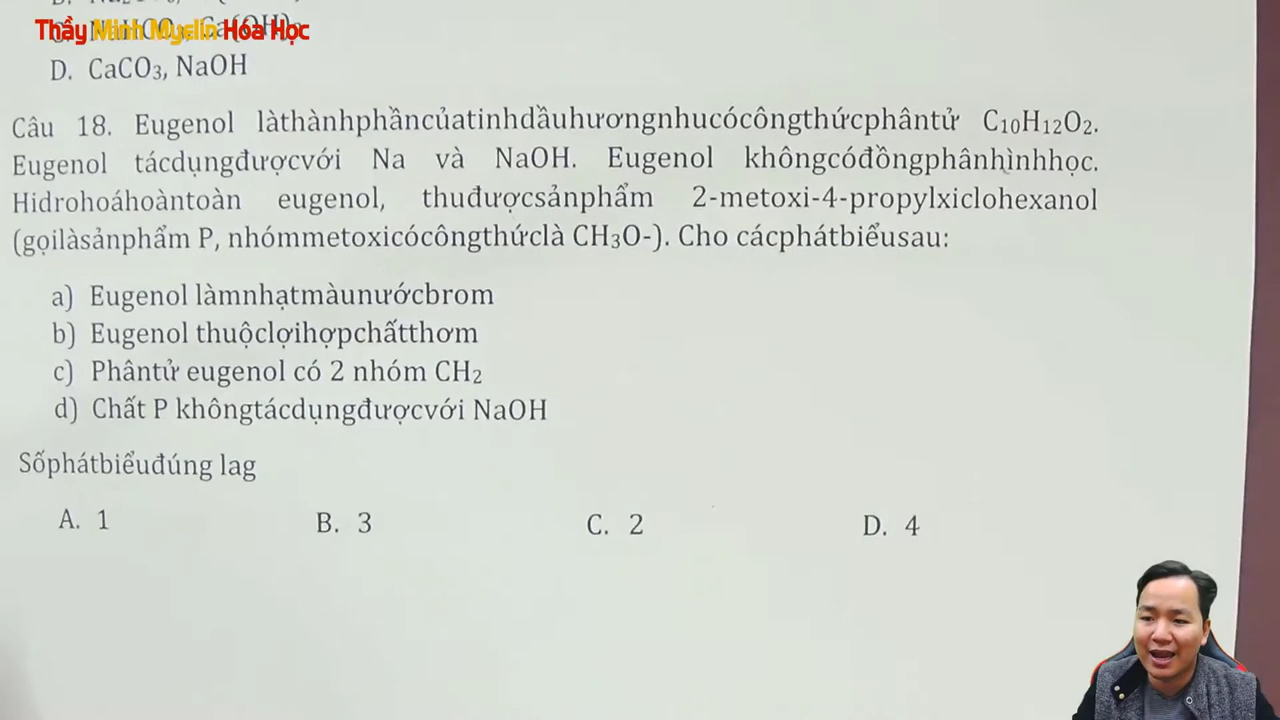 Thầy Minh Myelin Hóa Học
D. CaCO₃, NaOH
Câu 18. Eugenol làthànhphầncủatinhdầuhươngnhucócôngthứcphântử C₁₀H₁₂O₂.
Eugenol tácdụngđượcvới Na và NaOH. Eugenol khôngcóđồngphânhìnhhọc.
Hidrohoáhoàntoàn eugenol, thuđượcsảnphẩm 2-metoxi-4-propylxiclohexanol
(gọilàsảnphẩm P, nhómmetoxicócôngthứclà CH₃O-). Cho cácphátbiểusau:
a) Eugenol làmnhạtmàunướcbrom
b) Eugenol thuộclợihợpchấtthơm
c) Phântử eugenol có 2 nhóm CH₂
d) Chất P khôngtácdụngđượcvới NaOH
Sốphátbiểuđúng lag
A. 1 B. 3 C. 2 D. 4